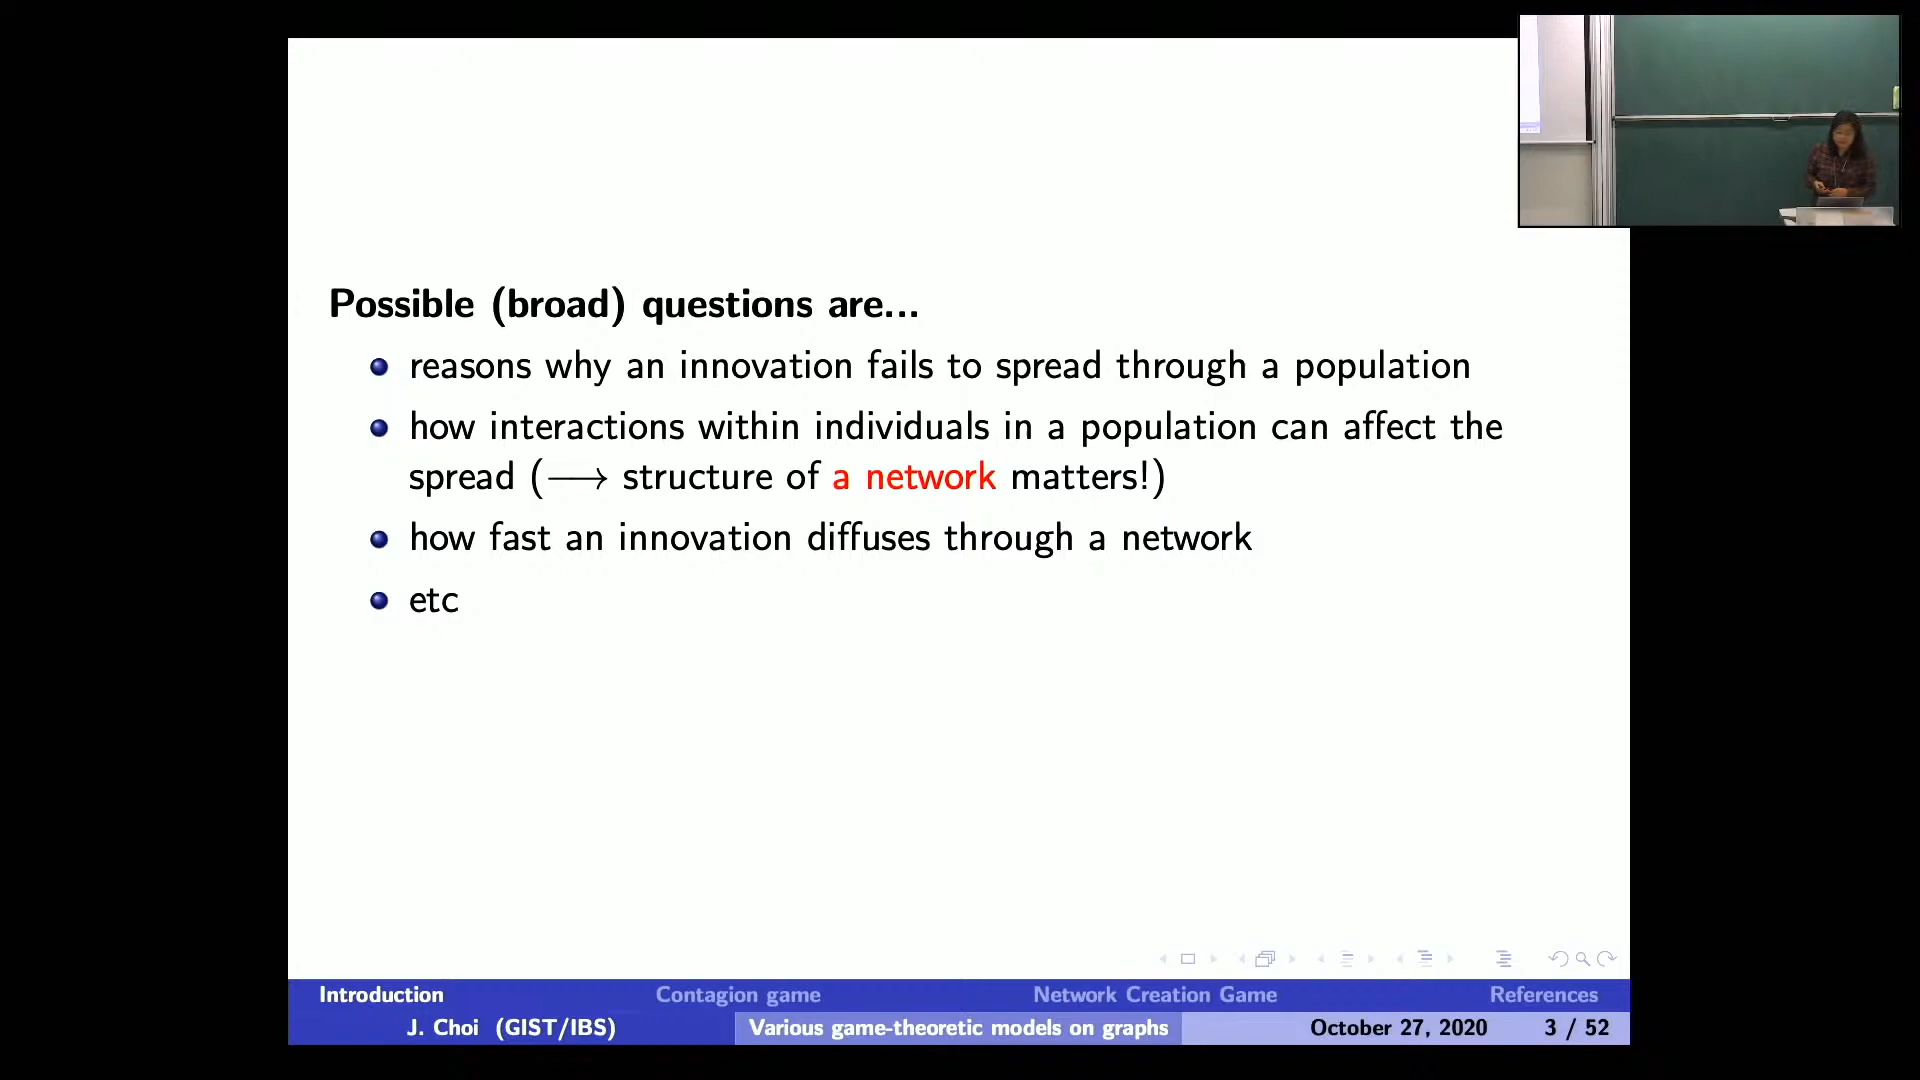 Possible (broad) questions are...
reasons why an innovation fails to spread through a population
how interactions within individuals in a population can affect the
spread (⟶ structure of a network matters!)
how fast an innovation diffuses through a network
etc
Introduction Contagion game Network Creation Game References
J. Choi (GIST/IBS) Various game-theoretic models on graphs October 27, 2020 3 / 52